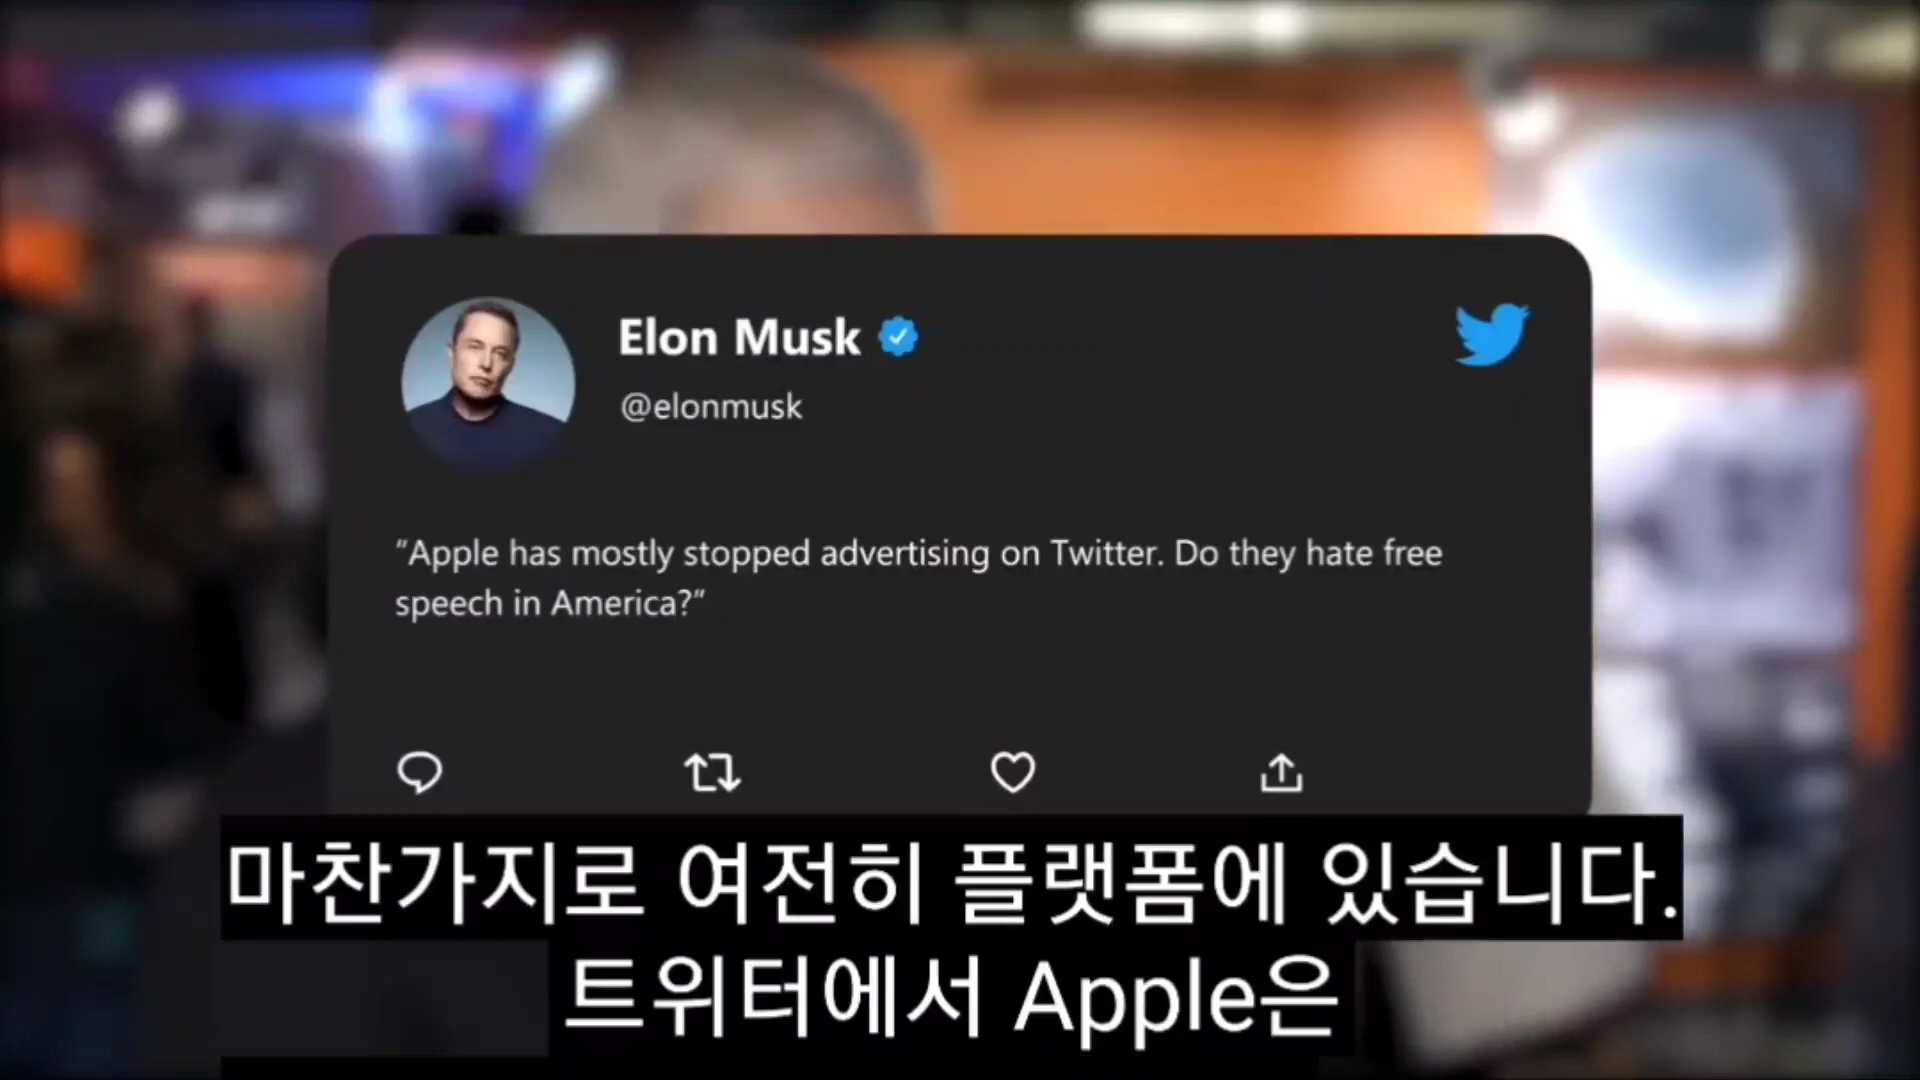 Elon Musk
@elonmusk
“Apple has mostly stopped advertising on Twitter. Do they hate free
speech in America?”
마찬가지로 여전히 플랫폼에 있습니다.
트위터에서 Apple은